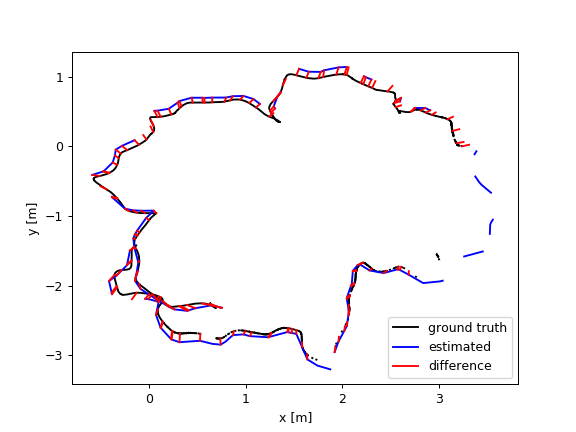 1
0
−1
−2
−3
y [m]
0
1
2
3
x [m]
ground truth
estimated
difference